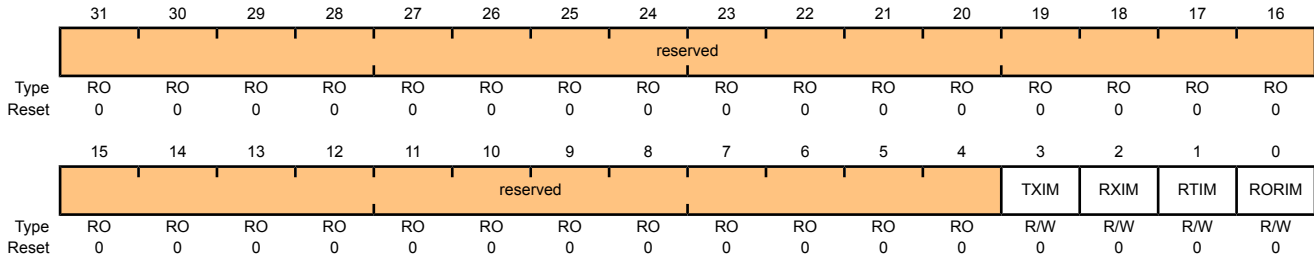 31 30 29 28 27 26 25 24 23 22 21 20 19 18 17 16
reserved
Type RO RO RO RO RO RO RO RO RO RO RO RO RO RO RO RO
Reset 0 0 0 0 0 0 0 0 0 0 0 0 0 0 0 0
15 14 13 12 11 10 9 8 7 6 5 4 3 2 1 0
reserved TXIM RXIM RTIM RORIM
Type RO RO RO RO RO RO RO RO RO RO RO RO R/W R/W R/W R/W
Reset 0 0 0 0 0 0 0 0 0 0 0 0 0 0 0 0